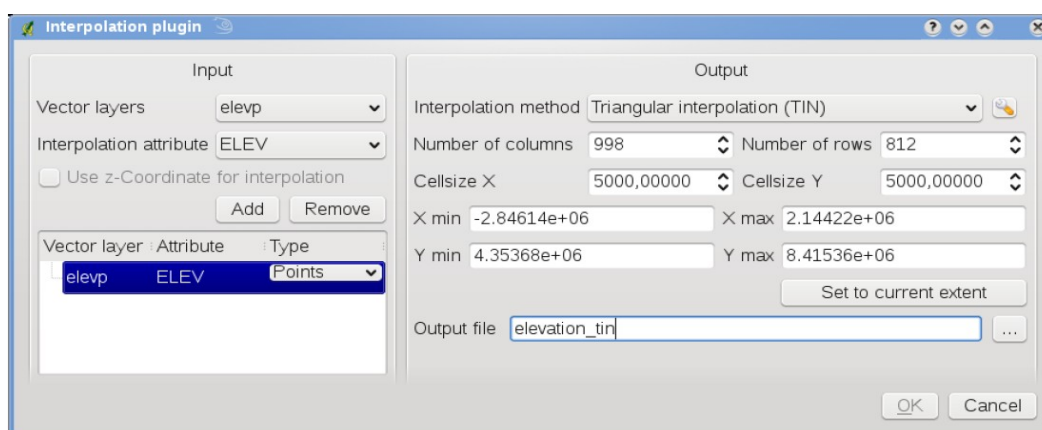 Interpolation plugin
Input
Vector layers elevp
Interpolation attribute ELEV
Use z-Coordinate for interpolation
Add Remove
Vector layer Attribute Type
elevp ELEV Points
Output
Interpolation method Triangular interpolation (TIN)
Number of columns 998 Number of rows 812
Cellsize X 5000,00000 Cellsize Y 5000,00000
X min -2.84614e+06 X max 2.14422e+06
Y min 4.35368e+06 Y max 8.41536e+06
Set to current extent
Output file elevation_tin ...
OK Cancel